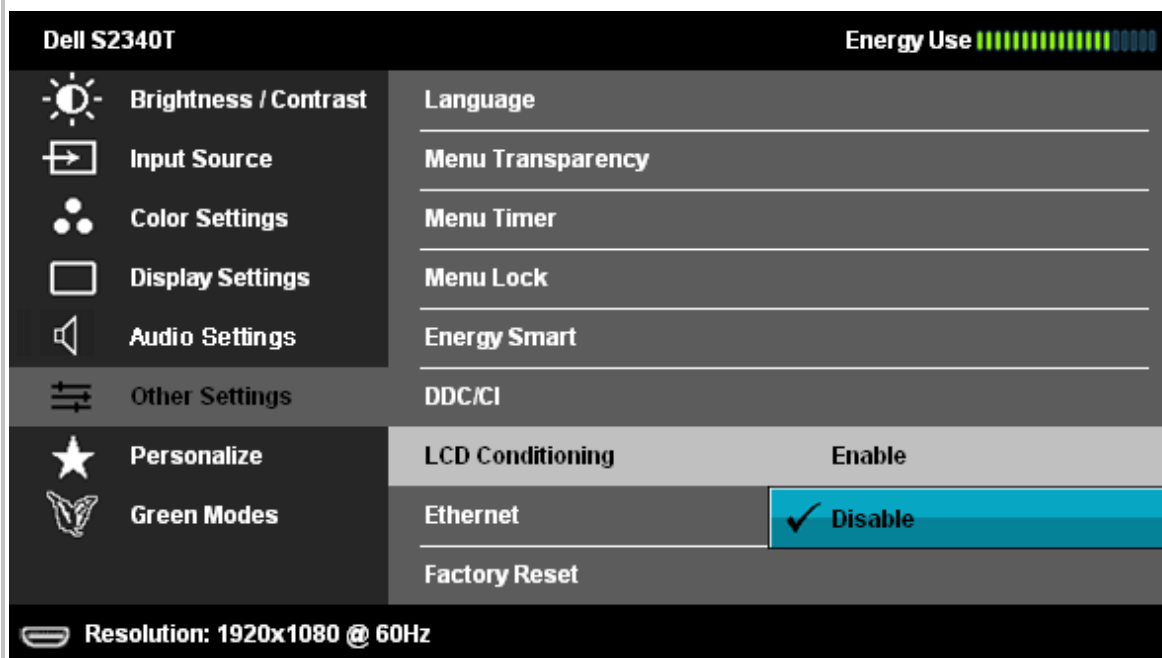 Dell S2340T Energy Use
Brightness / Contrast Language
Input Source Menu Transparency
Color Settings Menu Timer
Display Settings Menu Lock
Audio Settings Energy Smart
Other Settings DDC/CI
Personalize LCD Conditioning Enable
Green Modes Ethernet Disable
Factory Reset
Resolution: 1920x1080 @ 60Hz